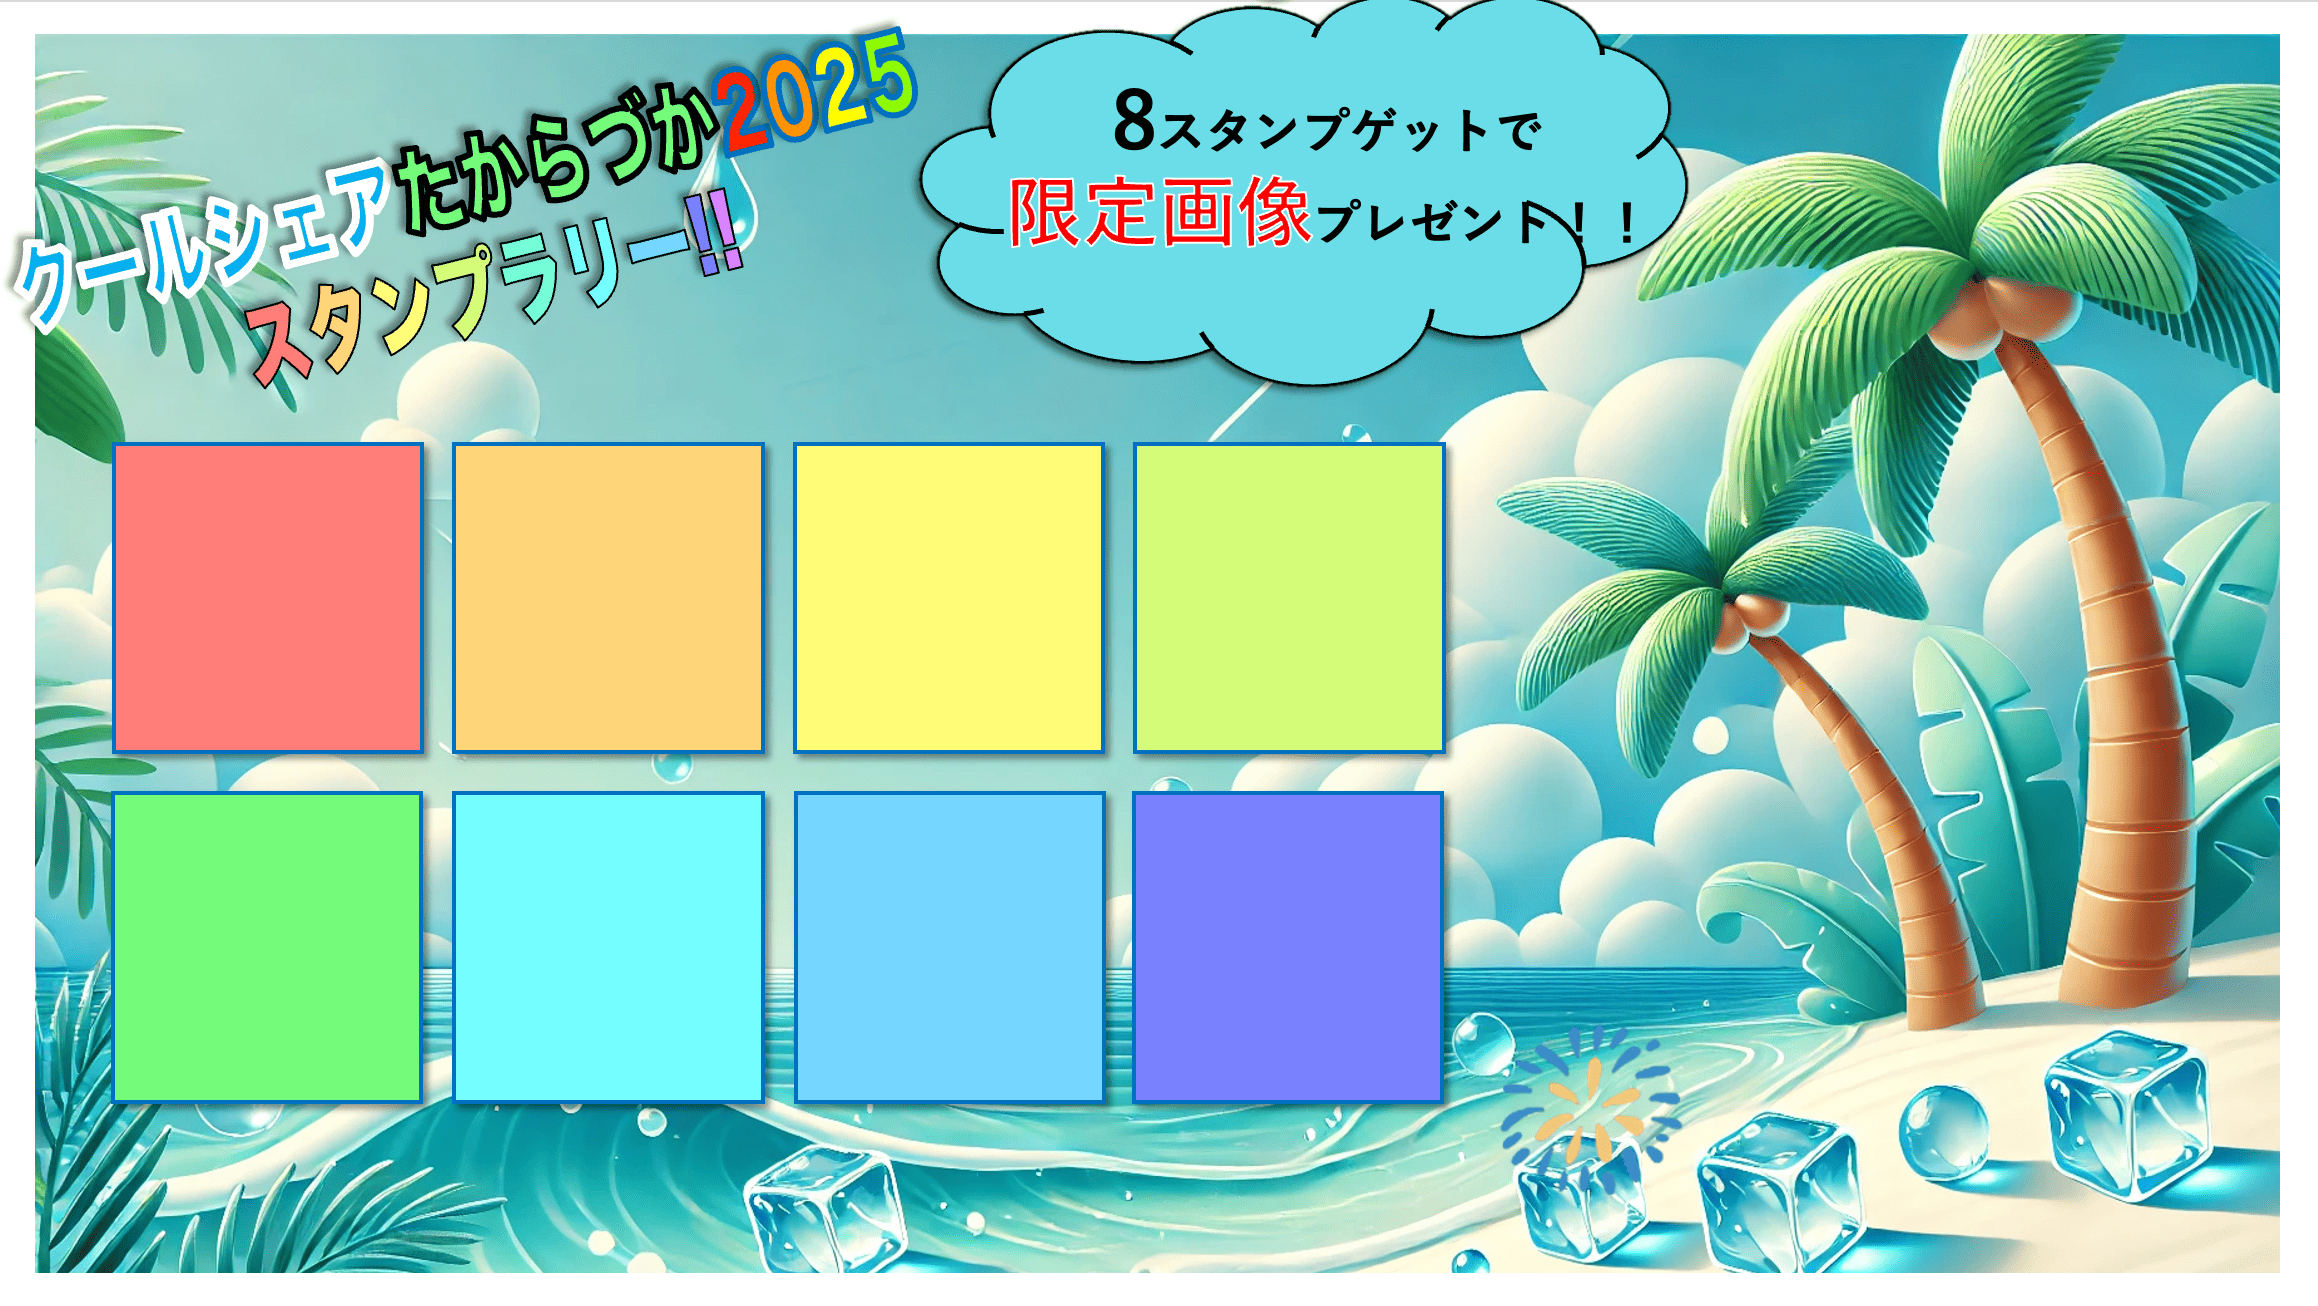 クールシェアたからづか2025
スタンプラリー!!
8スタンプゲットで
限定画像プレゼント！！